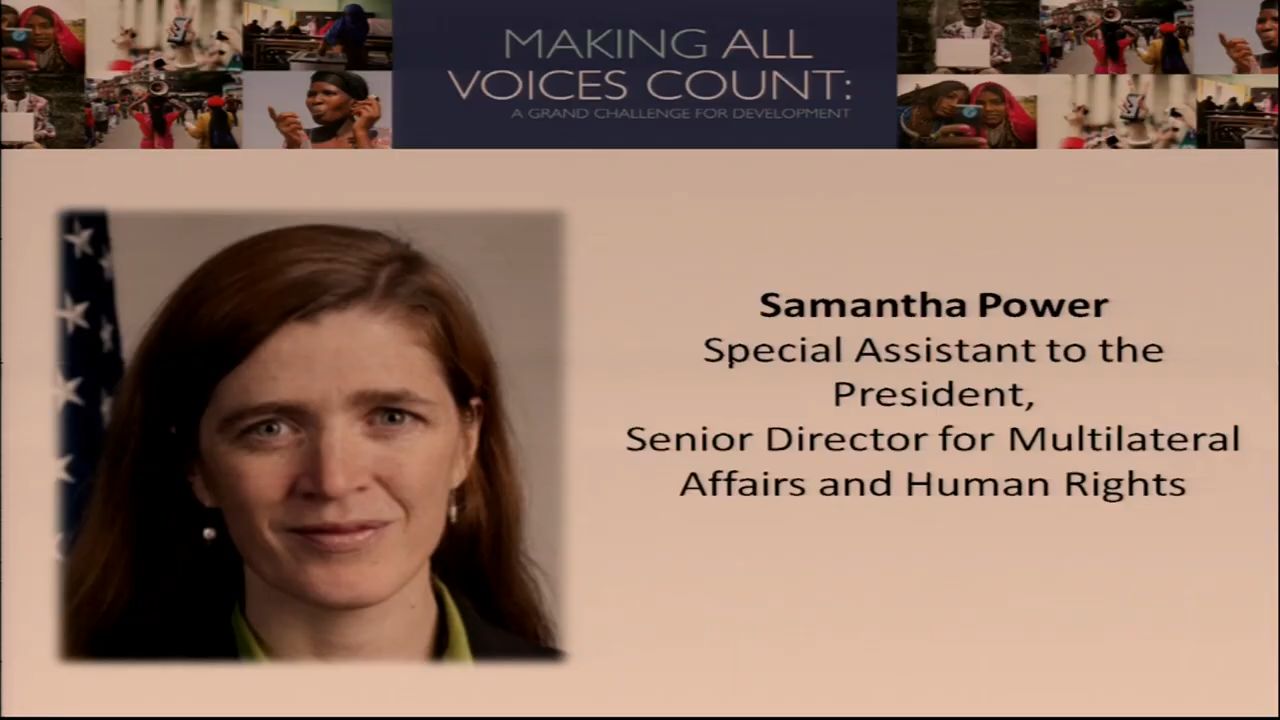 MAKING ALL
VOICES COUNT:
A GRAND CHALLENGE FOR DEVELOPMENT
Samantha Power
Special Assistant to the
President,
Senior Director for Multilateral
Affairs and Human Rights